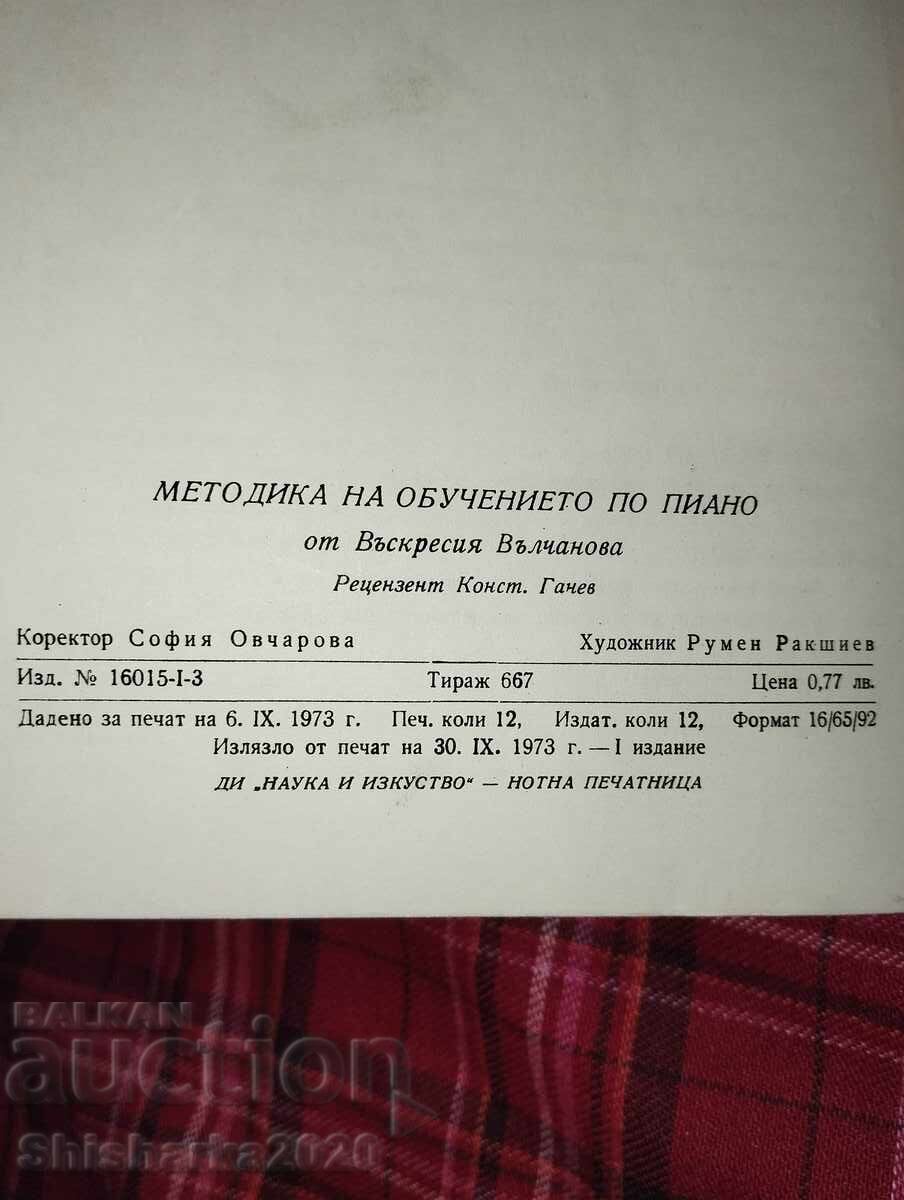 МЕТОДИКА НА ОБУЧЕНИЕТО ПО ПИАНО
от Въскресия Вълчанова
Рецензент Конст. Ганев
Коректор София Овчарова Художник Румен Ракшиев
Изд. № 16015-I-3 Тираж 667 Цена 0,77 лв.
Дадено за печат на 6. IX. 1973 г. Печ. коли 12, Издат. коли 12, Формат 16/65/92
Излязло от печат на 30. IX. 1973 г. — I издание
ДИ „НАУКА И ИЗКУСТВО“ — НОТНА ПЕЧАТНИЦА
BALKAN
auction
Shisharka2020